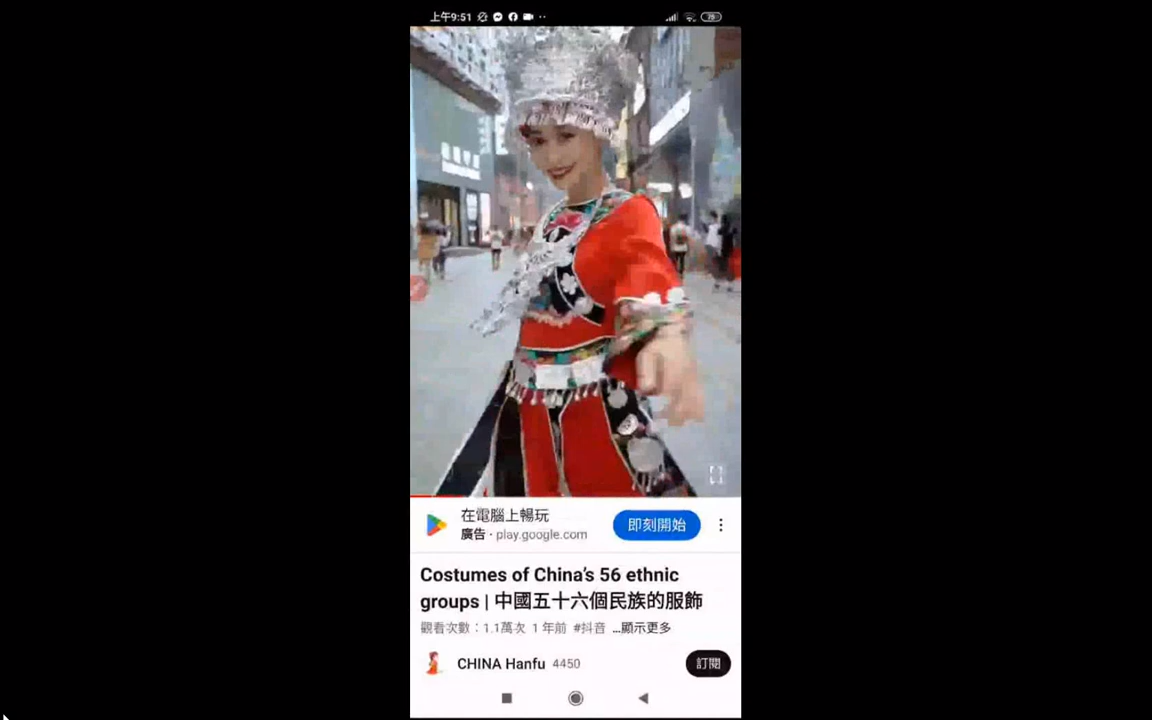 上午9:51
在電腦上暢玩
廣告 · play.google.com
即刻開始
Costumes of China's 56 ethnic
groups | 中國五十六個民族的服飾
觀看次數：1.1萬次 1 年前 #抖音 ...顯示更多
CHINA Hanfu 4450
訂閱